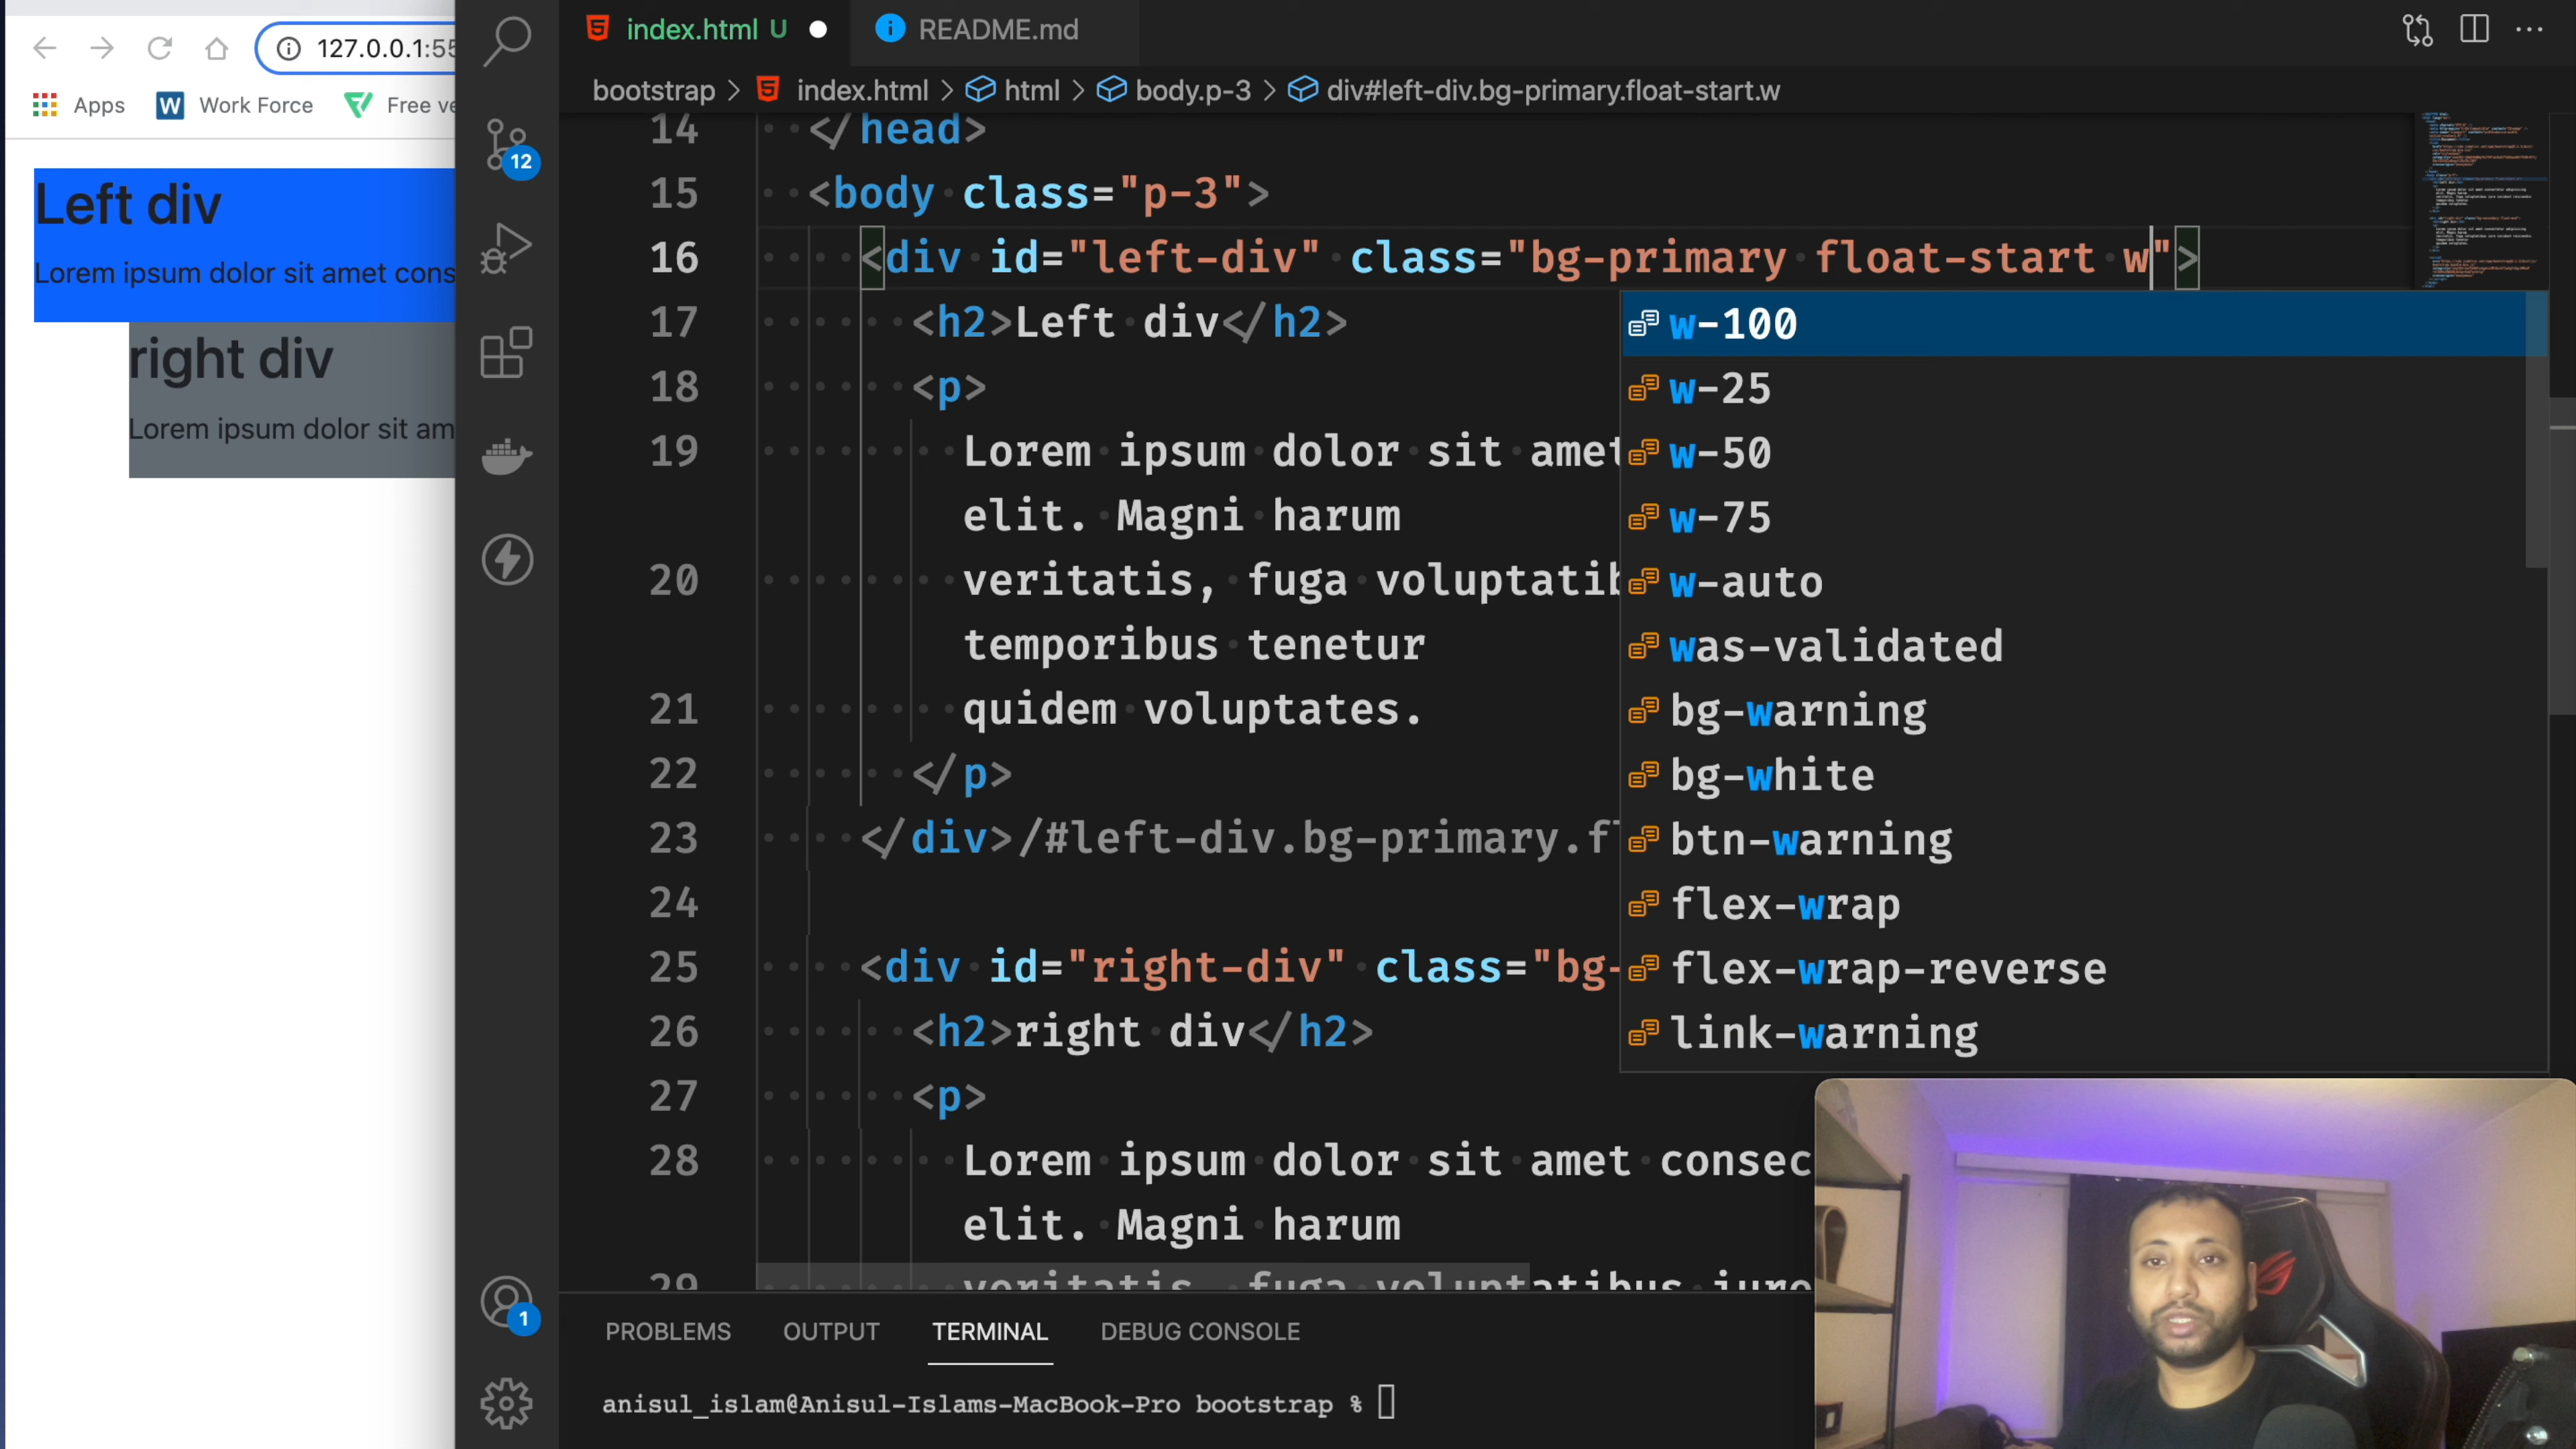 127.0.0.1:55
Apps
Work Force
Free ve
Left div
Lorem ipsum dolor sit amet cons
right div
Lorem ipsum dolor sit am
12
1
index.html U
README.md
bootstrap > index.html > html > body.p-3 > div#left-div.bg-primary.float-start.w
14 </head>
15 <body class="p-3">
16 <div id="left-div" class="bg-primary float-start w">
17 <h2>Left div</h2>
18 <p>
19 Lorem ipsum dolor sit amet
elit. Magni harum
20 veritatis, fuga voluptatib
temporibus tenetur
21 quidem voluptates.
22 </p>
23 </div>/#left-div.bg-primary.fl
24
25 <div id="right-div" class="bg-
26 <h2>right div</h2>
27 <p>
28 Lorem ipsum dolor sit amet consec
elit. Magni harum
29 veritatis, fuga voluptatibus iure
w-100
w-25
w-50
w-75
w-auto
was-validated
bg-warning
bg-white
btn-warning
flex-wrap
flex-wrap-reverse
link-warning
PROBLEMS OUTPUT TERMINAL DEBUG CONSOLE
anisul_islam@Anisul-Islams-MacBook-Pro bootstrap %